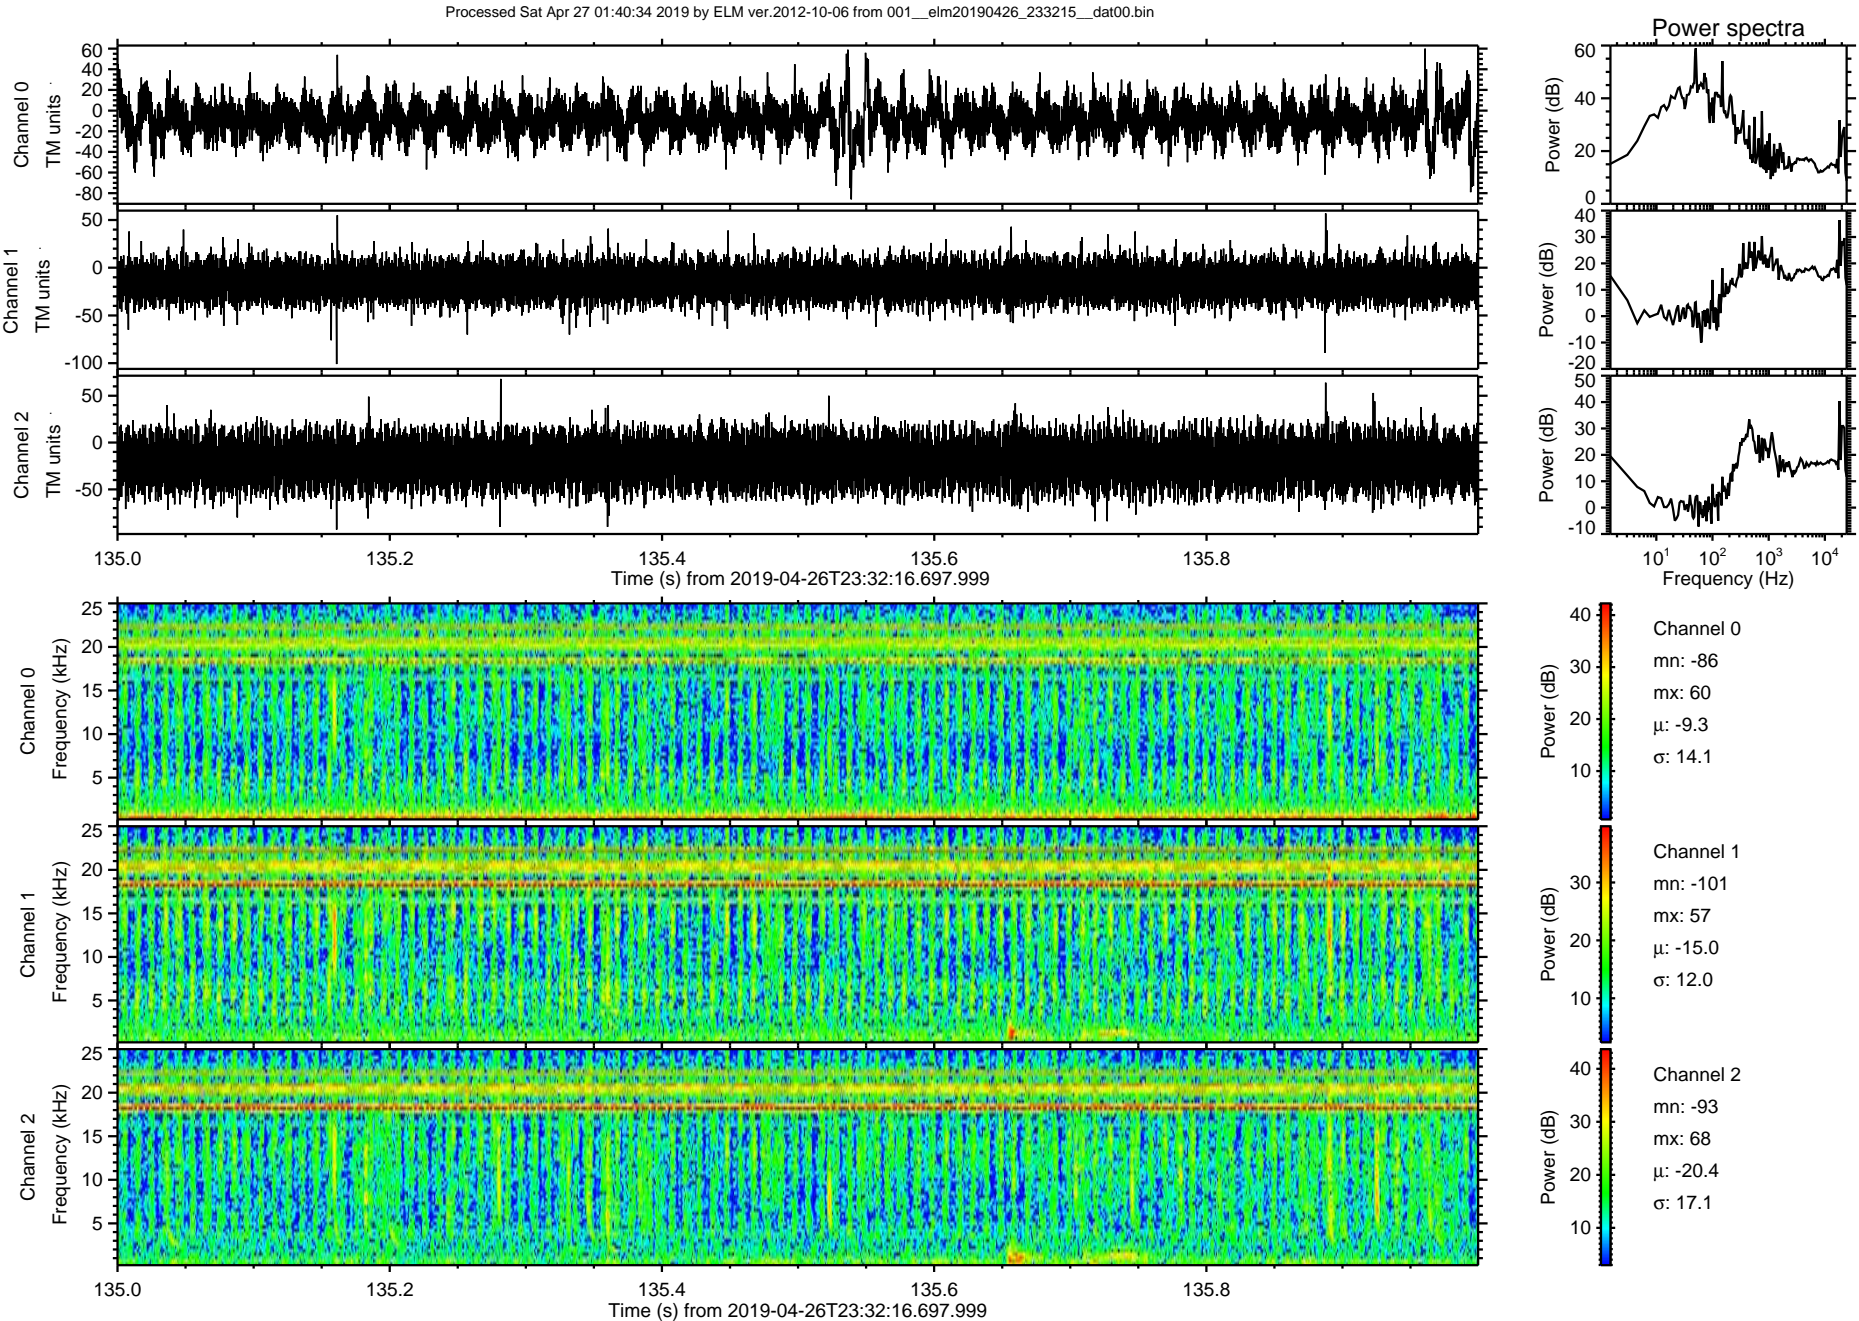 Processed Sat Apr 27 01:40:34 2019 by ELM ver.2012-10-06 from 001__elm20190426_233215__dat00.bin
Power spectra
Channel 0
TM units
60
40
20
0
-20
-40
-60
-80
Power (dB)
60
40
20
0
Channel 1
TM units
50
0
-50
-100
Power (dB)
40
30
20
10
0
-10
-20
Channel 2
TM units
50
0
-50
Power (dB)
50
40
30
20
10
0
-10
135.0 135.2 135.4 135.6 135.8
Time (s) from 2019-04-26T23:32:16.697.999
10^1 10^2 10^3 10^4
Frequency (Hz)
Channel 0
Frequency (kHz)
25
20
15
10
5
Power (dB)
40
30
20
10
Channel 0
mn: -86
mx: 60
μ: -9.3
σ: 14.1
Channel 1
Frequency (kHz)
25
20
15
10
5
Power (dB)
30
20
10
Channel 1
mn: -101
mx: 57
μ: -15.0
σ: 12.0
Channel 2
Frequency (kHz)
25
20
15
10
5
Power (dB)
40
30
20
10
Channel 2
mn: -93
mx: 68
μ: -20.4
σ: 17.1
135.0 135.2 135.4 135.6 135.8
Time (s) from 2019-04-26T23:32:16.697.999